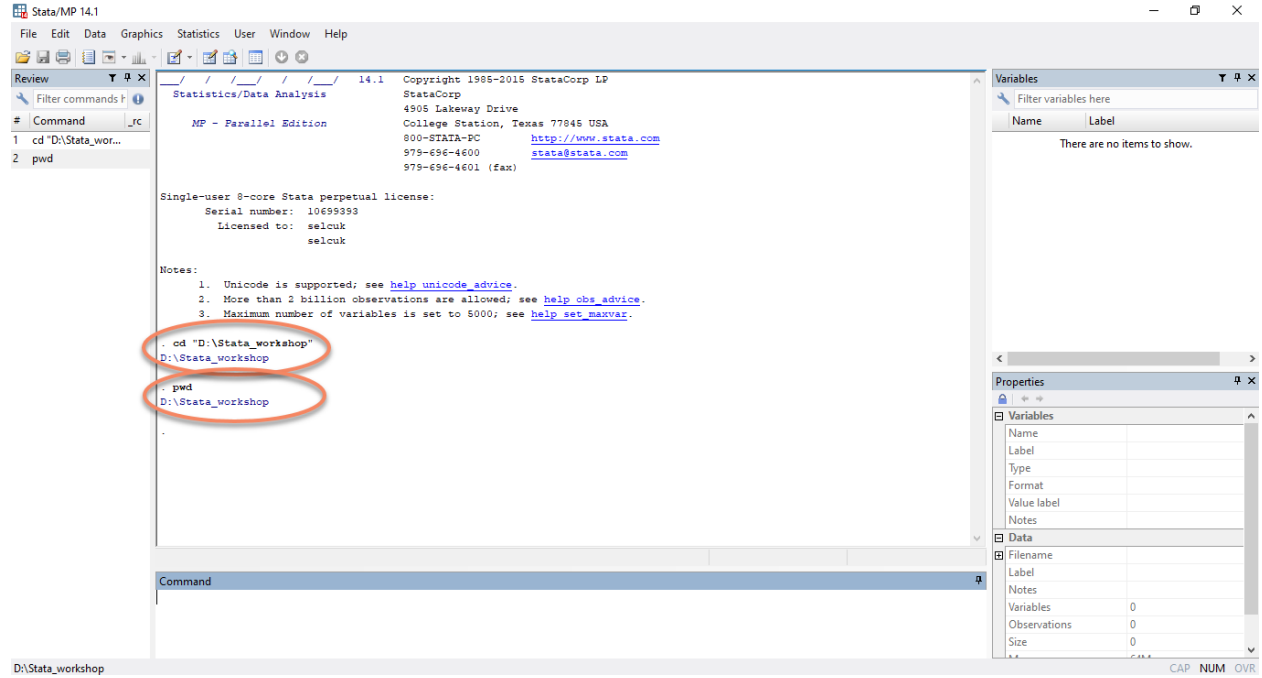 Stata/MP 14.1
File Edit Data Graphics Statistics User Window Help
Review
Filter commands h
# Command _rc
1 cd "D:\Stata_wor...
2 pwd
___/ / /___/ / /___/ 14.1 Copyright 1985-2015 StataCorp LP
Statistics/Data Analysis StataCorp
4905 Lakeway Drive
MP - Parallel Edition College Station, Texas 77845 USA
800-STATA-PC http://www.stata.com
979-696-4600 stata@stata.com
979-696-4601 (fax)
Single-user 8-core Stata perpetual license:
Serial number: 10699393
Licensed to: selcuk
selcuk
Notes:
1. Unicode is supported; see help unicode_advice.
2. More than 2 billion observations are allowed; see help obs_advice.
3. Maximum number of variables is set to 5000; see help set_maxvar.
. cd "D:\Stata_workshop"
D:\Stata_workshop
. pwd
D:\Stata_workshop
.
Command
Variables
Filter variables here
Name Label
There are no items to show.
Properties
Variables
Name
Label
Type
Format
Value label
Notes
Data
Filename
Label
Notes
Variables 0
Observations 0
Size 0
D:\Stata_workshop
CAP NUM OVR